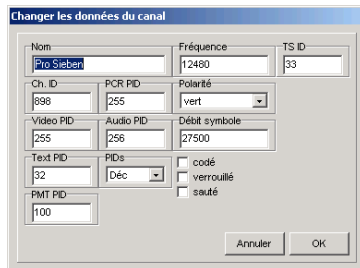 Changer les données du canal
Nom Fréquence TS ID
Pro Sieben 12480 33
Ch. ID PCR PID Polarité
898 255 vert
Video PID Audio PID Débit symbole
255 256 27500
Text PID PIDs codé
32 Déc verrouillé
PMT PID sauté
100
Annuler OK